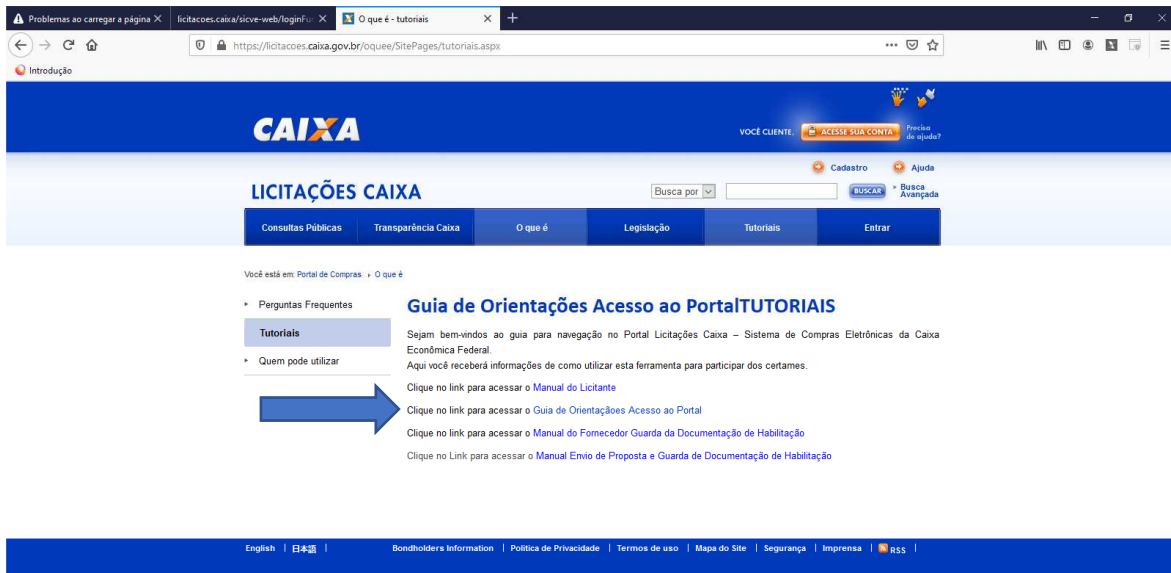 Problemas ao carregar a página
licitacoes.caixa/sicve-web/loginFu
O que é - tutoriais
https://licitacoes.caixa.gov.br/oquee/SitePages/tutoriais.aspx
Introdução
CAIXA
VOCÊ CLIENTE,
ACESSE SUA CONTA
Precisa de ajuda?
Cadastro
Ajuda
LICITAÇÕES CAIXA
Busca por
BUSCAR
Busca Avançada
Consultas Públicas
Transparência Caixa
O que é
Legislação
Tutoriais
Entrar
Você está em: Portal de Compras
O que é
Perguntas Frequentes
Tutoriais
Quem pode utilizar
Guia de Orientações Acesso ao PortalTUTORIAIS
Sejam bem-vindos ao guia para navegação no Portal Licitações Caixa – Sistema de Compras Eletrônicas da Caixa
Econômica Federal.
Aqui você receberá informações de como utilizar esta ferramenta para participar dos certames.
Clique no link para acessar o Manual do Licitante
Clique no link para acessar o Guia de Orientaçãoes Acesso ao Portal
Clique no link para acessar o Manual do Fornecedor Guarda da Documentação de Habilitação
Clique no Link para acessar o Manual Envio de Proposta e Guarda de Documentação de Habilitação
English | 日本語 |
Bondholders Information | Política de Privacidade | Termos de uso | Mapa do Site | Segurança | Imprensa | RSS |